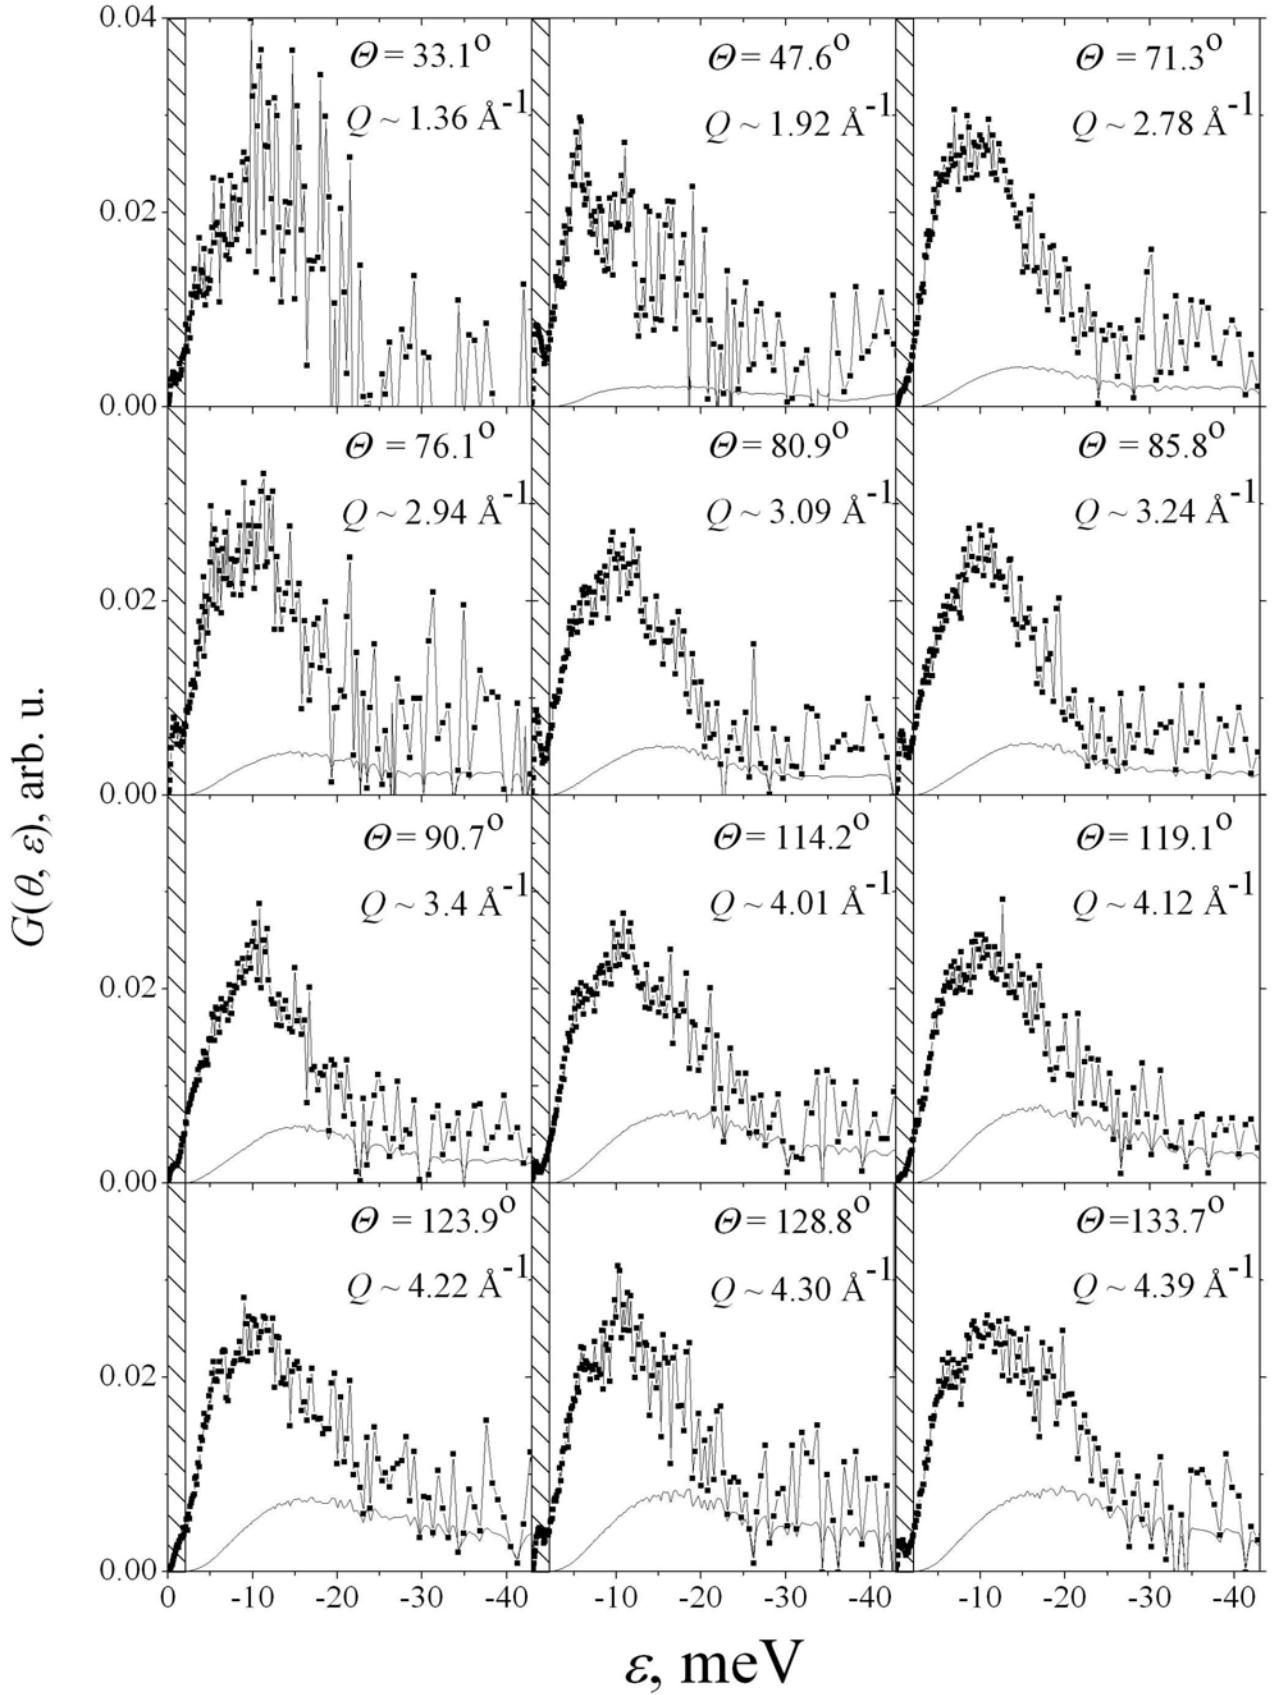 0.04
Θ = 33.1°
Q ~ 1.36 Å⁻¹
Θ = 47.6°
Q ~ 1.92 Å⁻¹
Θ = 71.3°
Q ~ 2.78 Å⁻¹
0.02
0.00
Θ = 76.1°
Q ~ 2.94 Å⁻¹
Θ = 80.9°
Q ~ 3.09 Å⁻¹
Θ = 85.8°
Q ~ 3.24 Å⁻¹
0.02
0.00
G(θ, ε), arb. u.
Θ = 90.7°
Q ~ 3.4 Å⁻¹
Θ = 114.2°
Q ~ 4.01 Å⁻¹
Θ = 119.1°
Q ~ 4.12 Å⁻¹
0.02
0.00
Θ = 123.9°
Q ~ 4.22 Å⁻¹
Θ = 128.8°
Q ~ 4.30 Å⁻¹
Θ =133.7°
Q ~ 4.39 Å⁻¹
0.02
0.00
0 -10 -20 -30 -40 -10 -20 -30 -40 -10 -20 -30 -40
ε, meV